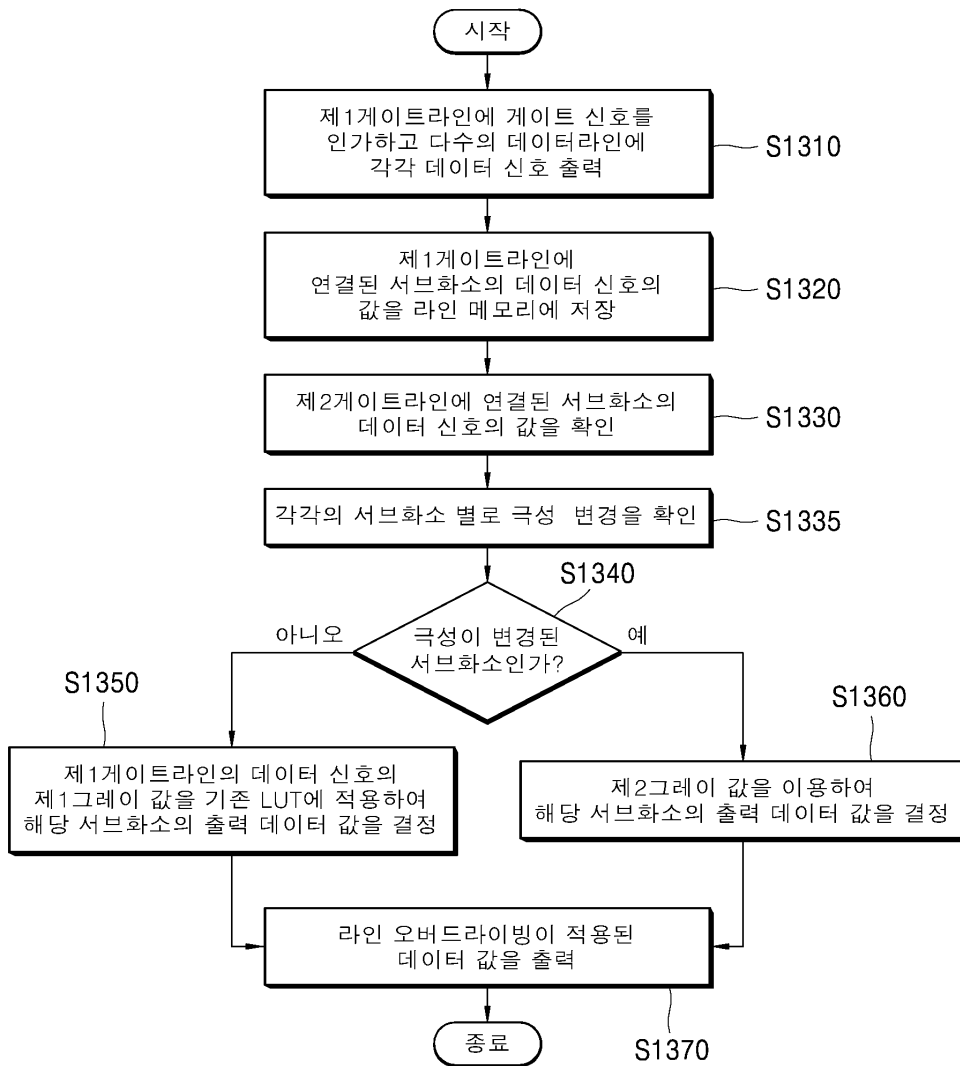 시작
제1게이트라인에 게이트 신호를
인가하고 다수의 데이터라인에
각각 데이터 신호 출력
S1310
제1게이트라인에
연결된 서브화소의 데이터 신호의
값을 라인 메모리에 저장
S1320
제2게이트라인에 연결된 서브화소의
데이터 신호의 값을 확인
S1330
각각의 서브화소 별로 극성 변경을 확인
S1335
S1340
아니오
극성이 변경된
서브화소인가?
예
S1350
제1게이트라인의 데이터 신호의
제1그레이 값을 기존 LUT에 적용하여
해당 서브화소의 출력 데이터 값을 결정
S1360
제2그레이 값을 이용하여
해당 서브화소의 출력 데이터 값을 결정
라인 오버드라이빙이 적용된
데이터 값을 출력
S1370
종료